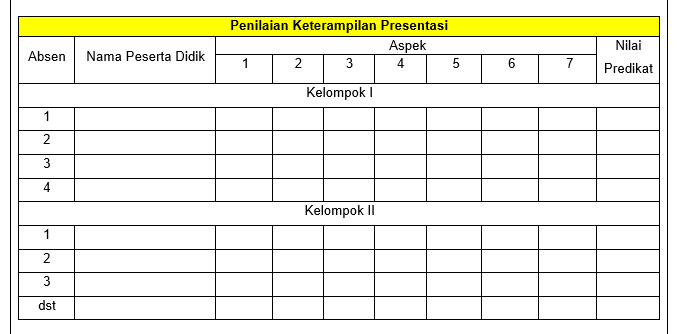 Penilaian Keterampilan Presentasi
Absen Nama Peserta Didik Aspek Nilai Predikat
1 2 3 4 5 6 7
Kelompok I
1
2
3
4
Kelompok II
1
2
3
dst